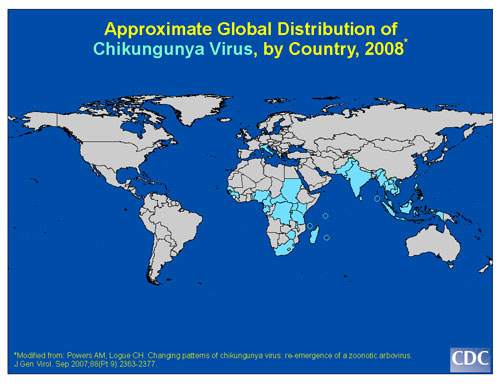 Approximate Global Distribution of
Chikungunya Virus, by Country, 2008*
*Modified from: Powers AM, Logue CH. Changing patterns of chikungunya virus: re-emergence of a zoonotic arbovirus.
J Gen Virol. Sep 2007;88(Pt 9):2363-2377.
CDC